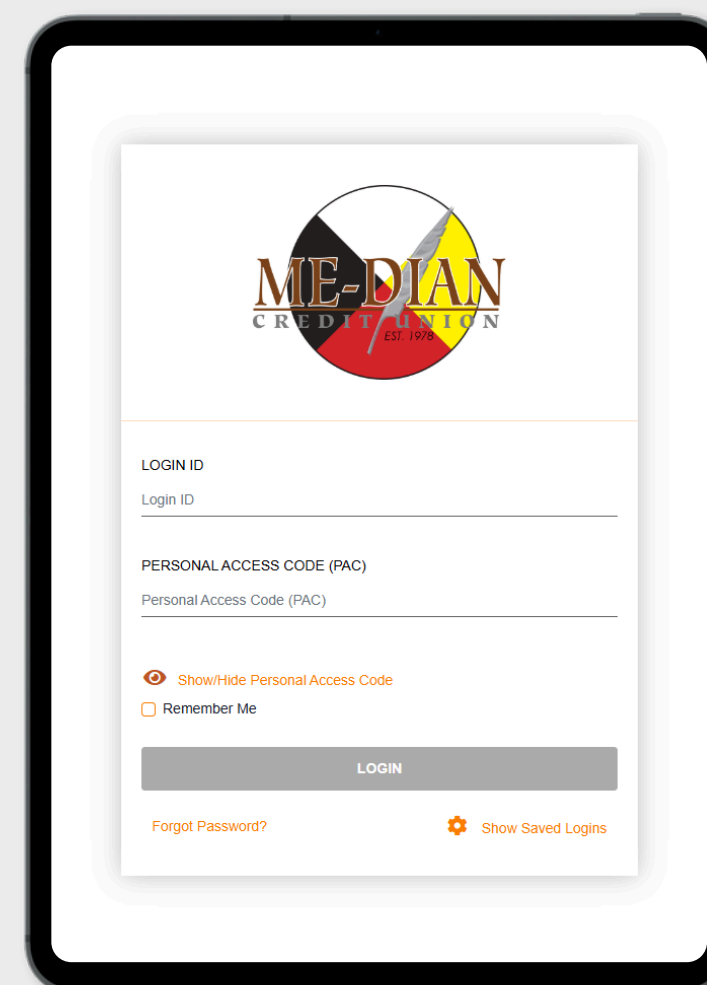 ME-DIAN
CREDIT UNION
EST. 1978
LOGIN ID
Login ID
PERSONAL ACCESS CODE (PAC)
Personal Access Code (PAC)
Show/Hide Personal Access Code
Remember Me
LOGIN
Forgot Password?
Show Saved Logins